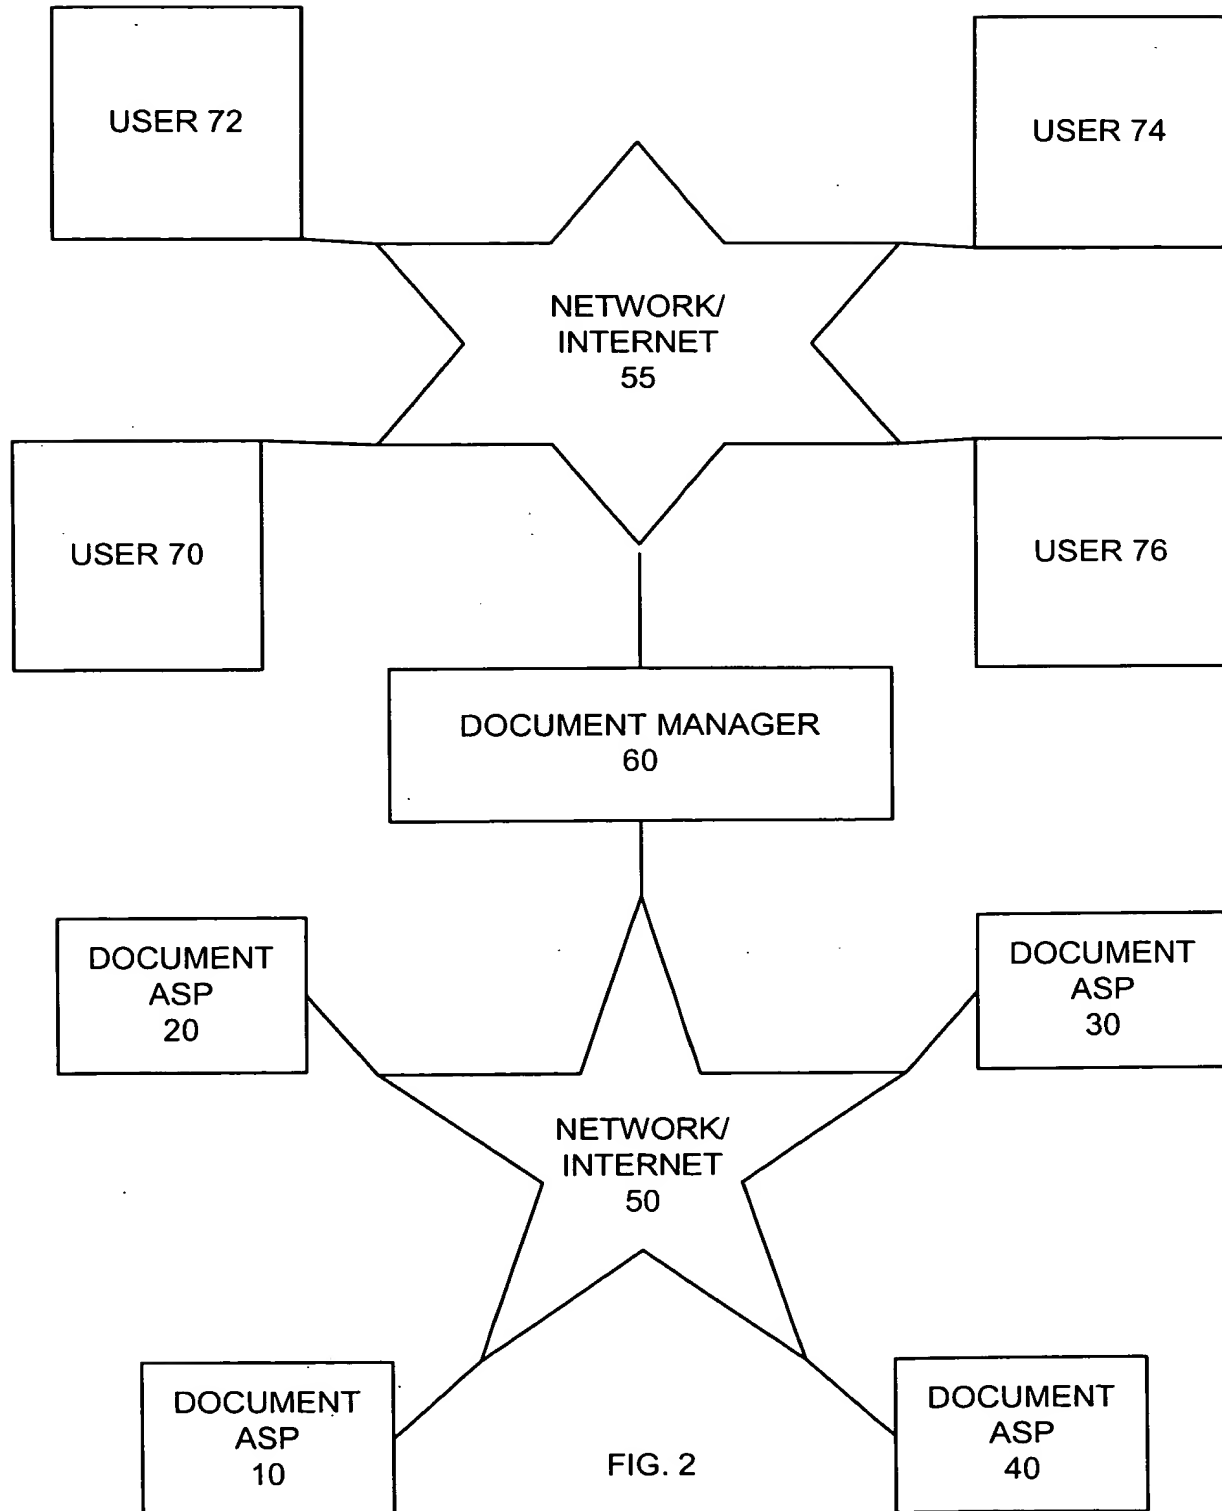 USER 72
USER 74
NETWORK/
INTERNET
55
USER 70
USER 76
DOCUMENT MANAGER
60
DOCUMENT
ASP
20
DOCUMENT
ASP
30
NETWORK/
INTERNET
50
DOCUMENT
ASP
10
DOCUMENT
ASP
40
FIG. 2